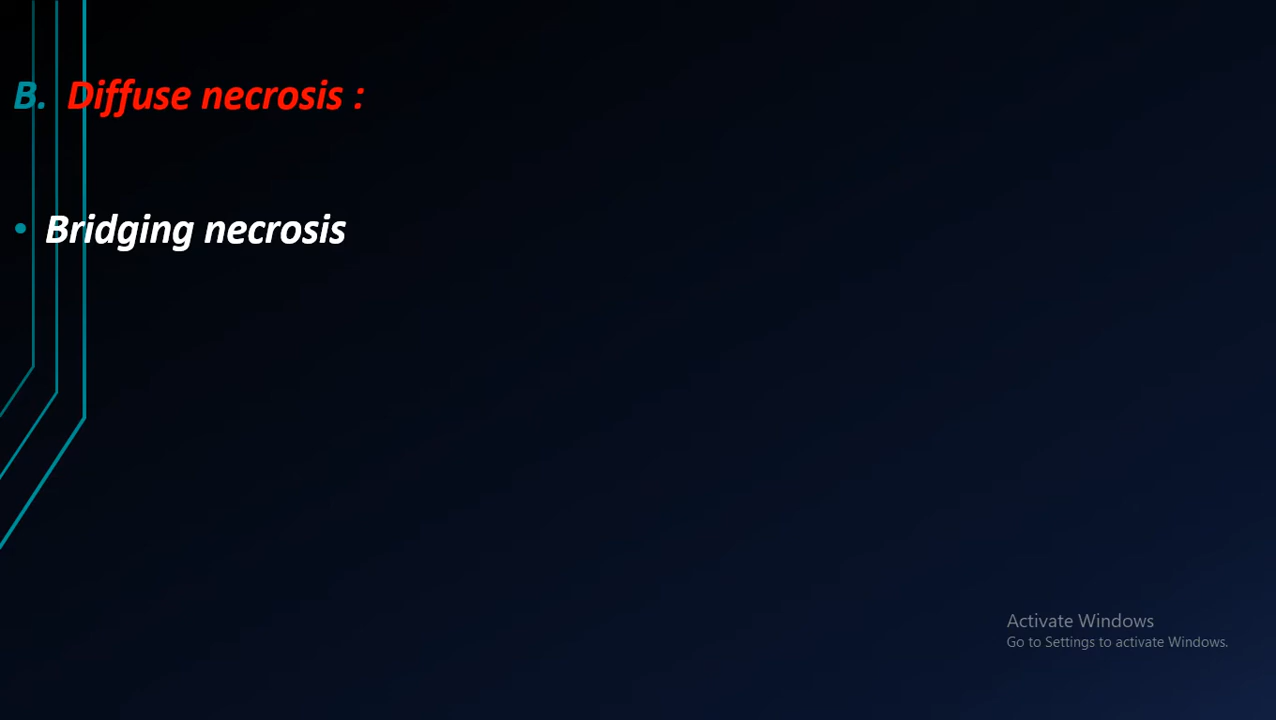 B. Diffuse necrosis :
• Bridging necrosis
Activate Windows
Go to Settings to activate Windows.